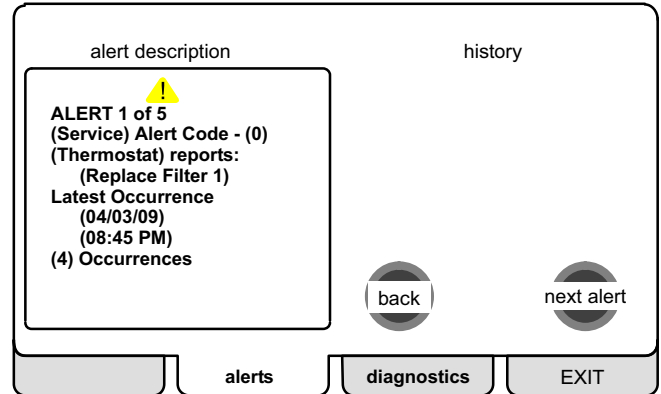 alert description
history
!
ALERT 1 of 5
(Service) Alert Code - (0)
(Thermostat) reports:
(Replace Filter 1)
Latest Occurrence
(04/03/09)
(08:45 PM)
(4) Occurrences
back
next alert
alerts
diagnostics
EXIT